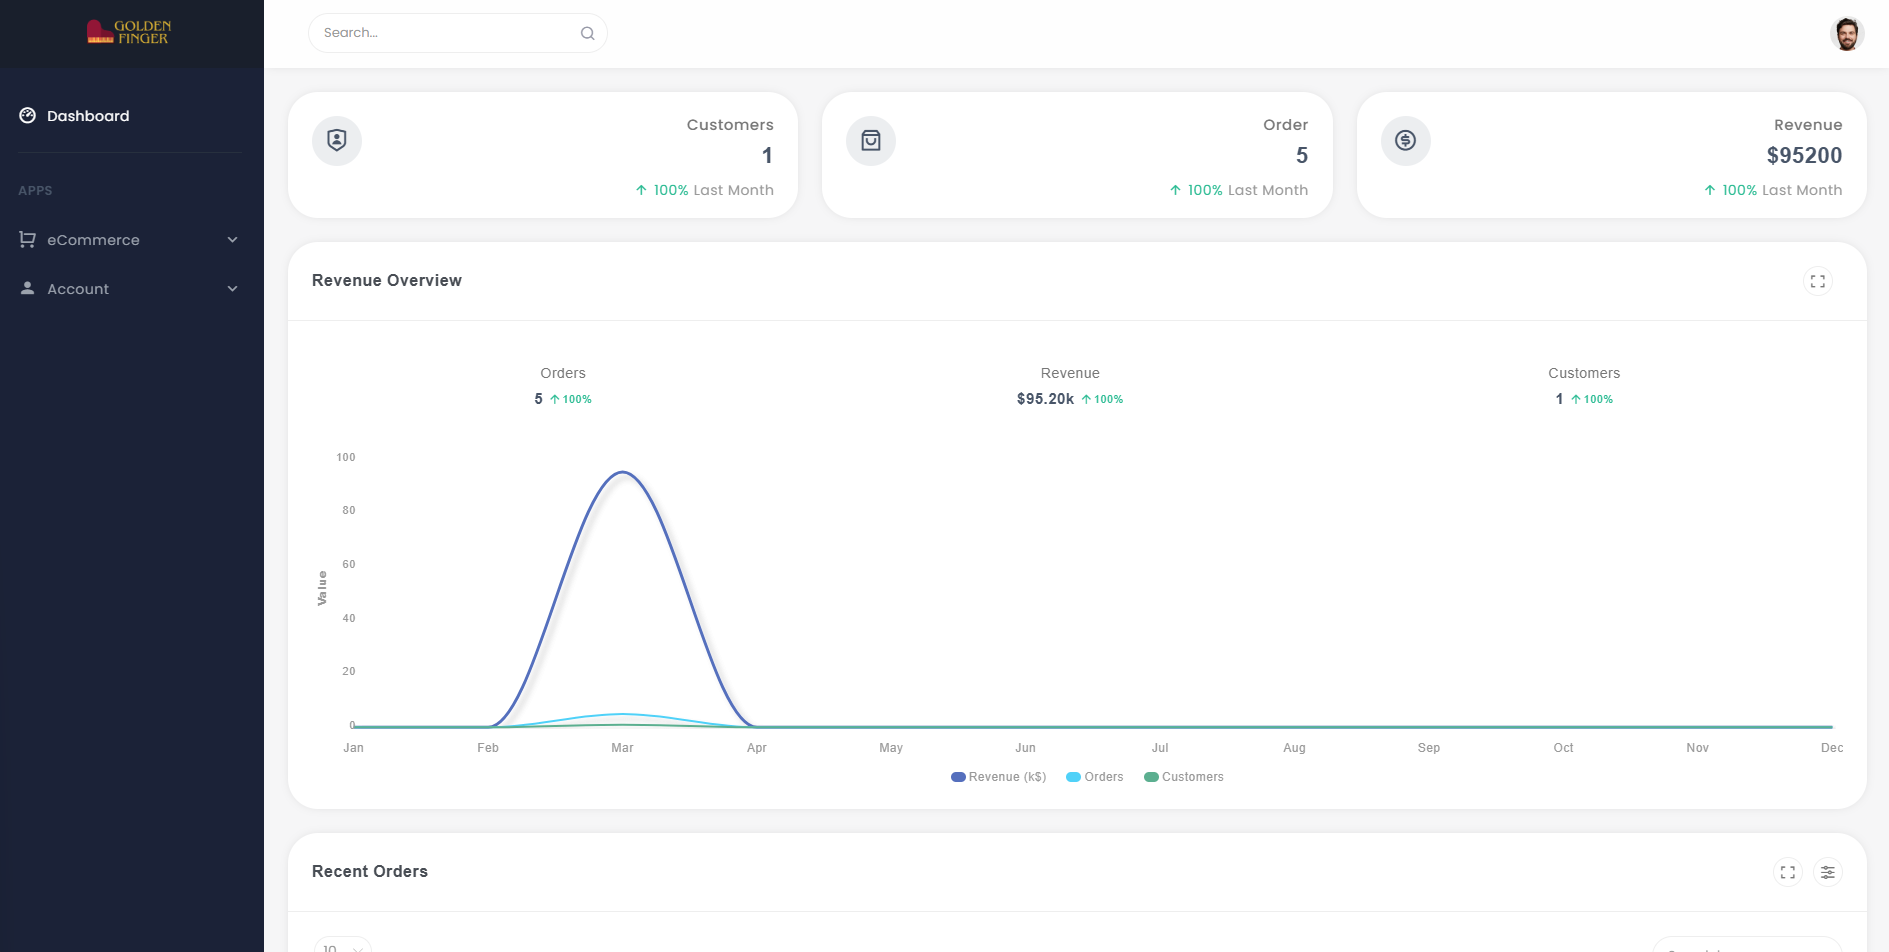 GOLDEN
FINGER
Search...
Dashboard
APPS
eCommerce
Account
Customers
1
100% Last Month
Order
5
100% Last Month
Revenue
$95200
100% Last Month
Revenue Overview
Orders
5 100%
Revenue
$95.20k 100%
Customers
1 100%
100
80
60
40
20
0
Value
Jan Feb Mar Apr May Jun Jul Aug Sep Oct Nov Dec
Revenue (k$) Orders Customers
Recent Orders
10